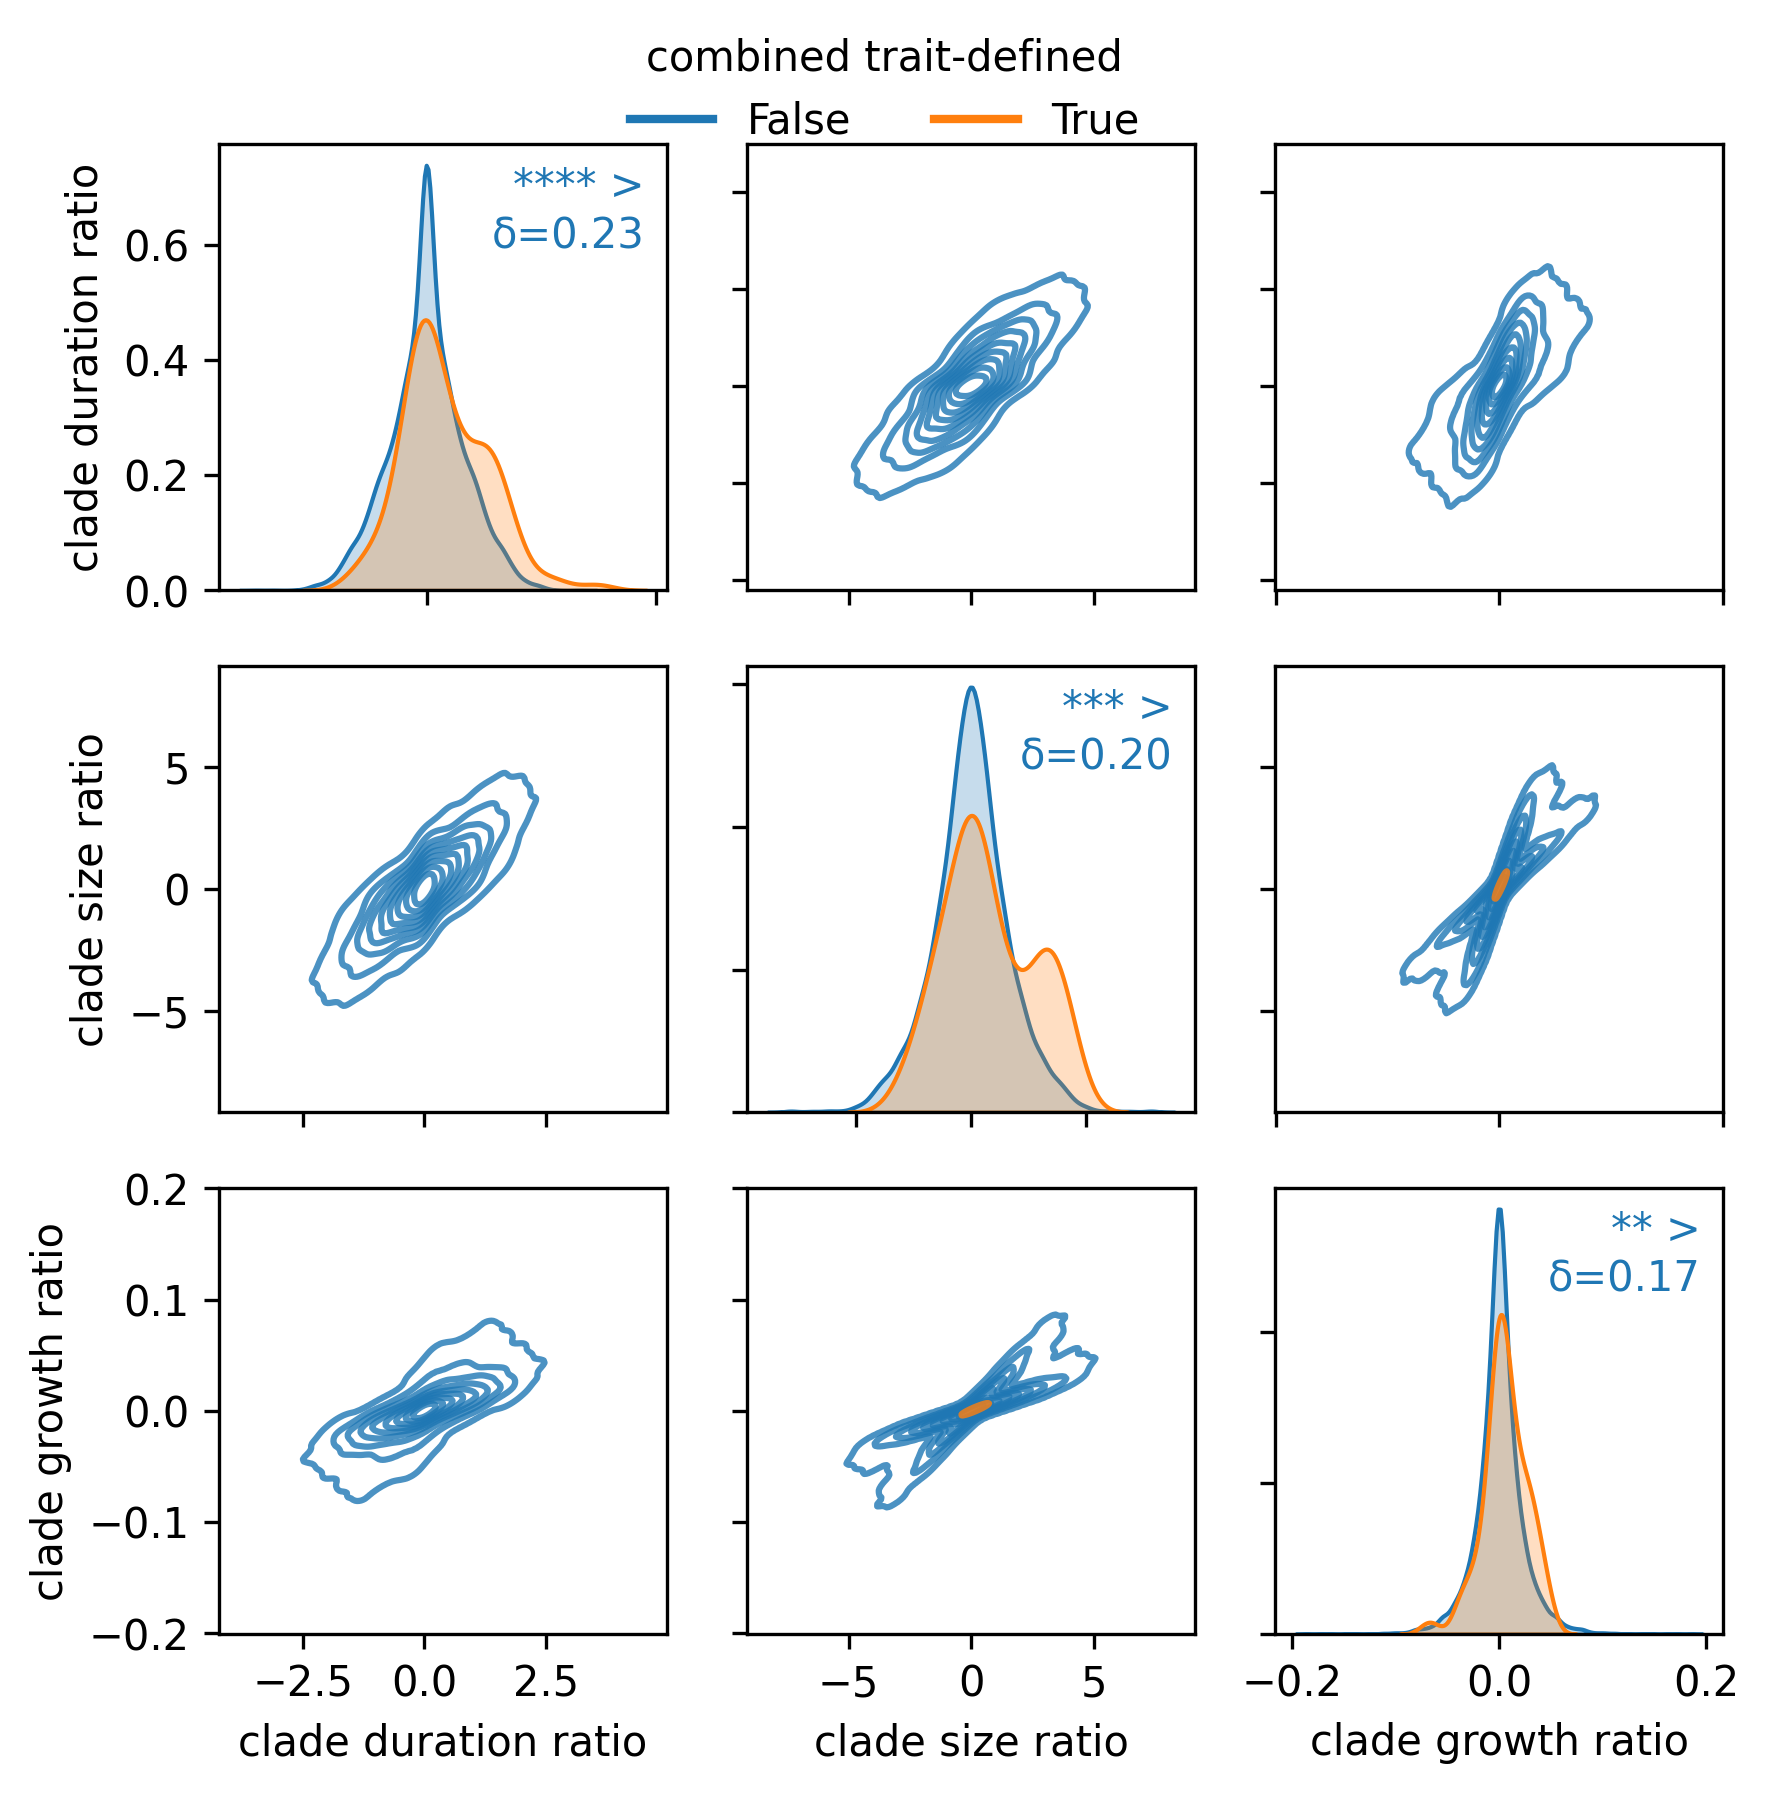 combined trait-defined
False True
clade duration ratio
0.6
0.4
0.2
0.0
**** >
δ=0.23
clade size ratio
5
0
−5
*** >
δ=0.20
clade growth ratio
0.2
0.1
0.0
−0.1
−0.2
** >
δ=0.17
−2.5 0.0 2.5
−5 0 5
−0.2 0.0 0.2
clade duration ratio
clade size ratio
clade growth ratio